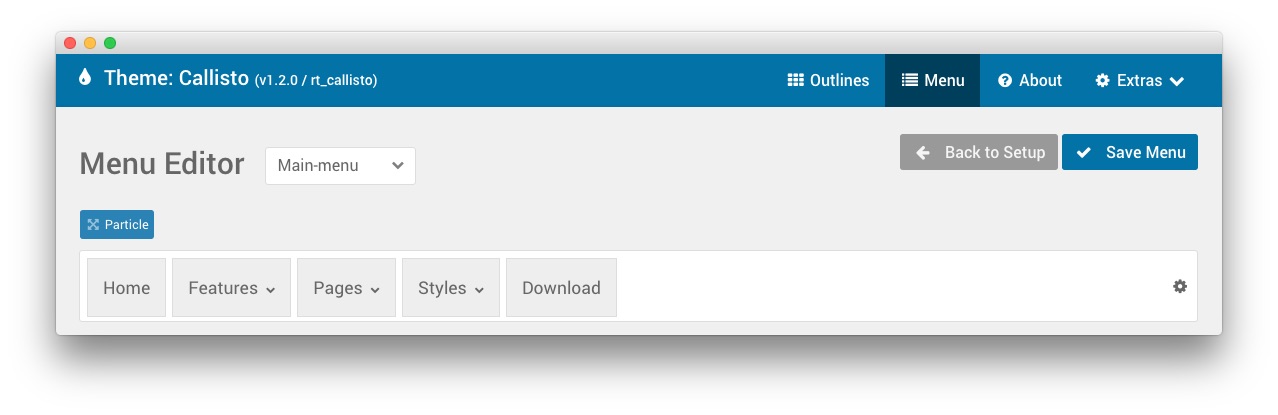 Theme: Callisto (v1.2.0 / rt_callisto) Outlines Menu About Extras
Menu Editor Main-menu Back to Setup Save Menu
Particle
Home Features Pages Styles Download